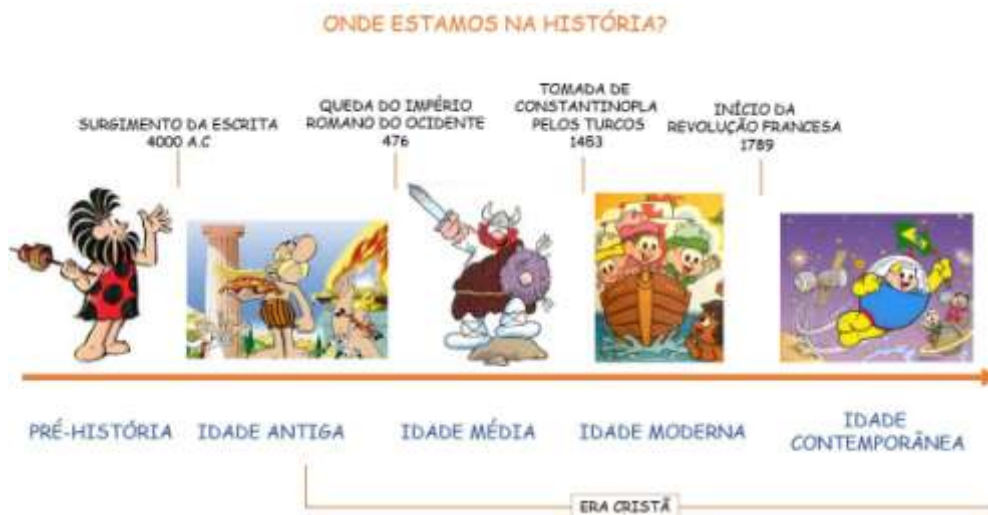 ONDE ESTAMOS NA HISTÓRIA?
SURGIMENTO DA ESCRITA
4000 A.C
QUEDA DO IMPÉRIO
ROMANO DO OCIDENTE
476
TOMADA DE
CONSTANTINOPLA
PELOS TURCOS
1453
INÍCIO DA
REVOLUÇÃO FRANCESA
1789
PRÉ-HISTÓRIA
IDADE ANTIGA
IDADE MÉDIA
IDADE MODERNA
IDADE
CONTEMPORÂNEA
ERA CRISTÃ